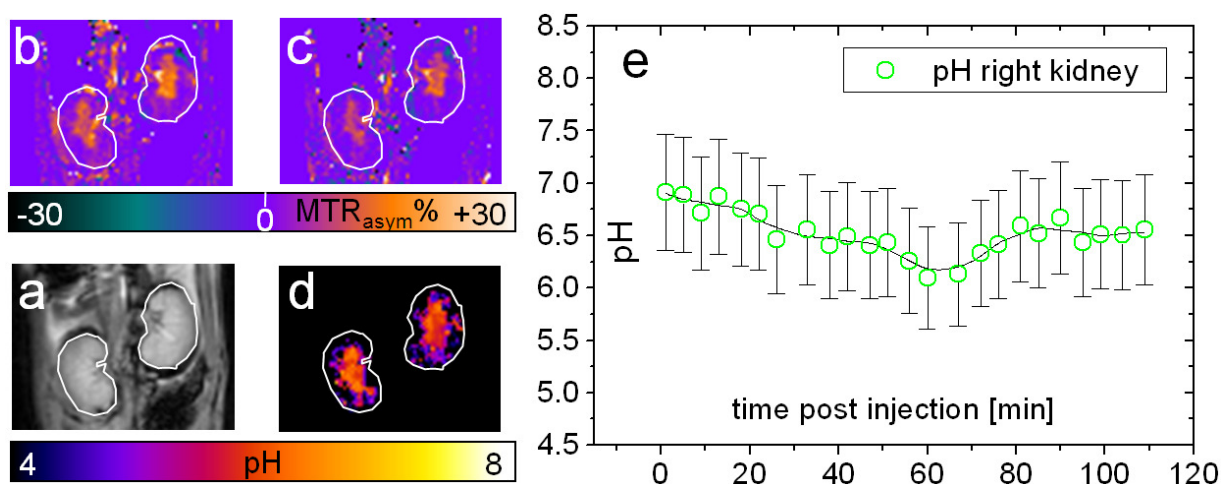 b
c
-30
0
MTRasym%
+30
a
d
4
pH
8
e
pH right kidney
8.5
8.0
7.5
7.0
6.5
6.0
5.5
5.0
4.5
pH
time post injection [min]
0
20
40
60
80
100
120